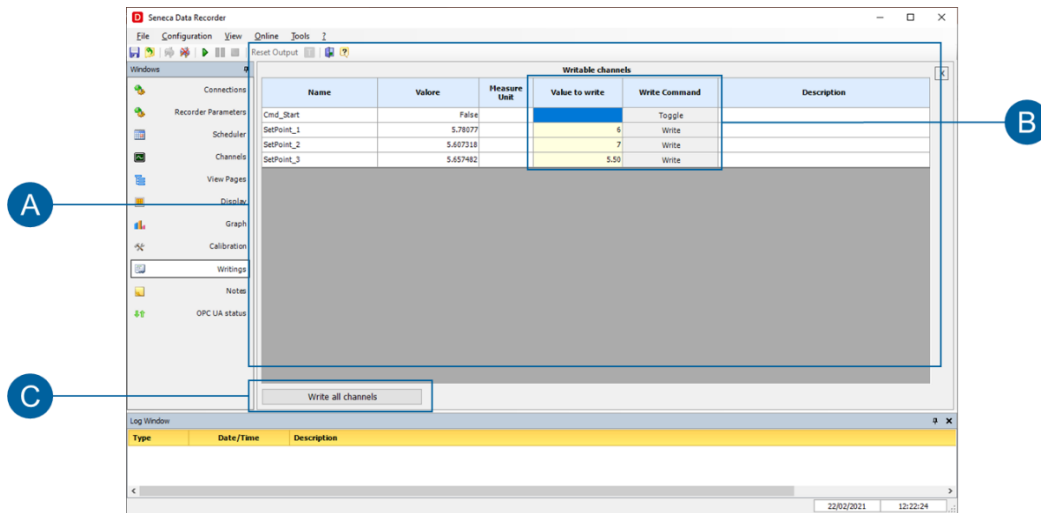 D Seneca Data Recorder
File Configuration View Online Tools ?
Reset Output
Windows
Connections
Recorder Parameters
Scheduler
Channels
View Pages
Display
Graph
Calibration
Writings
Notes
OPC UA status
Writable channels
X
Name Valore Measure Unit Value to write Write Command Description
Cmd_Start False Toggle
SetPoint_1 5.78077 6 Write
SetPoint_2 5.607318 7 Write
SetPoint_3 5.657482 5.50 Write
A
B
C
Write all channels
Log Window
Type Date/Time Description
22/02/2021 12:22:24